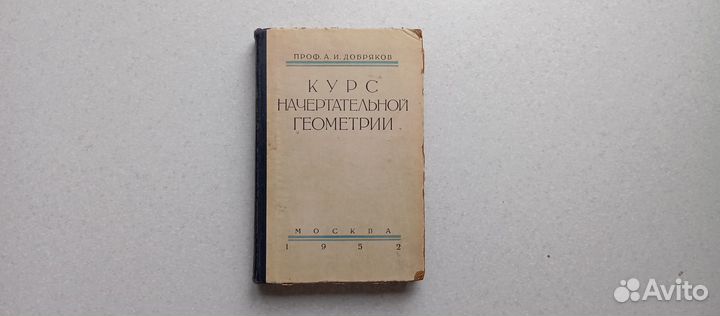 ПРОФ. А. И. ДОБРЯКОВ
КУРС
НАЧЕРТАТЕЛЬНОЙ
ГЕОМЕТРИИ
МОСКВА
1952
Avito